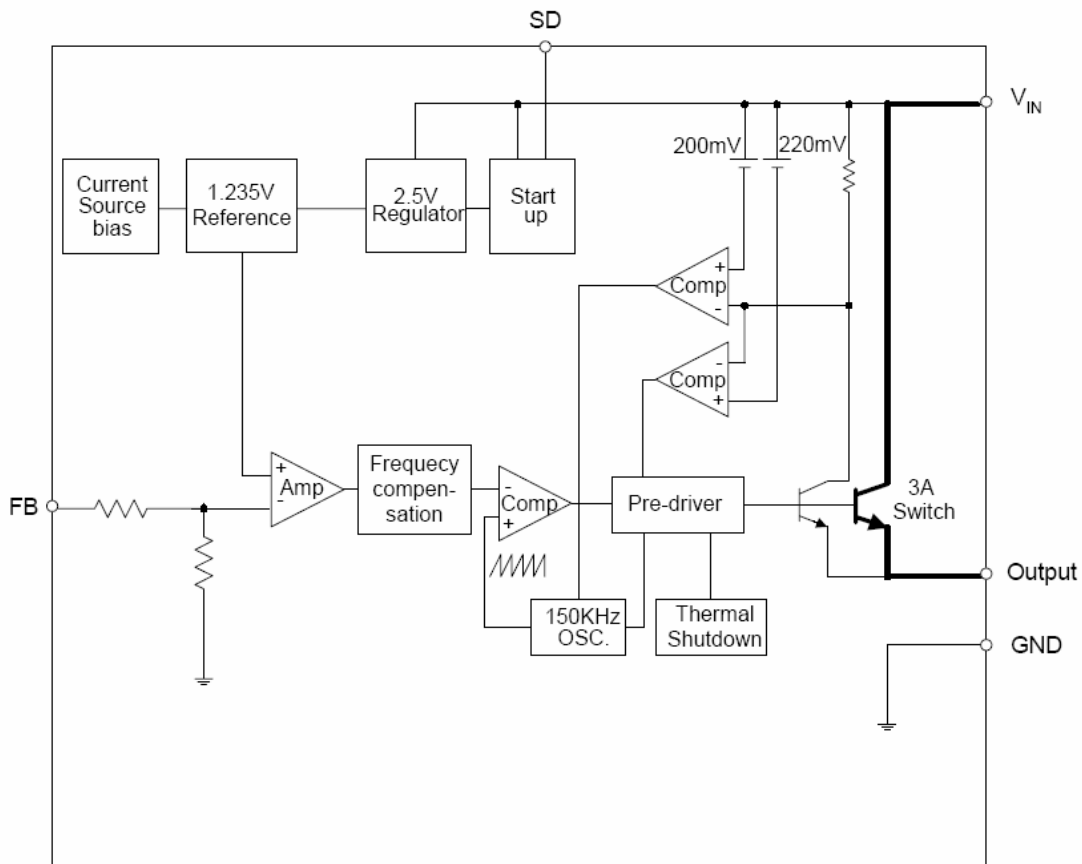 SD
V_IN
200mV
220mV
Current
Source
bias
1.235V
Reference
2.5V
Regulator
Start
up
+
Comp
-
-
Comp
+
+
Amp
-
Frequecy
compen-
sation
-
Comp
+
Pre-driver
3A
Switch
FB
Output
150KHz
OSC.
Thermal
Shutdown
GND